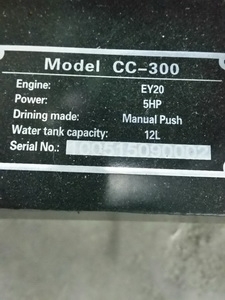 Model CC-300
Engine: EY20
Power: 5HP
Drining made: Manual Push
Water tank capacity: 12L
Serial No.: